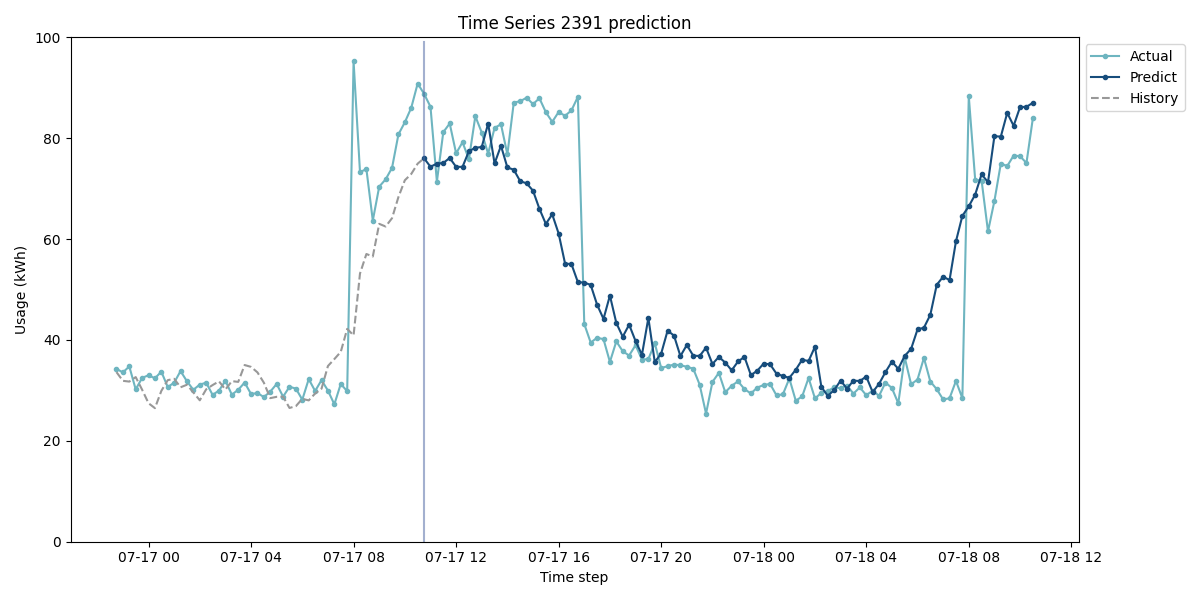 Time Series 2391 prediction
Usage (kWh)
100
80
60
40
20
0
07-17 00
07-17 04
07-17 08
07-17 12
07-17 16
07-17 20
07-18 00
07-18 04
07-18 08
07-18 12
Time step
Actual
Predict
History